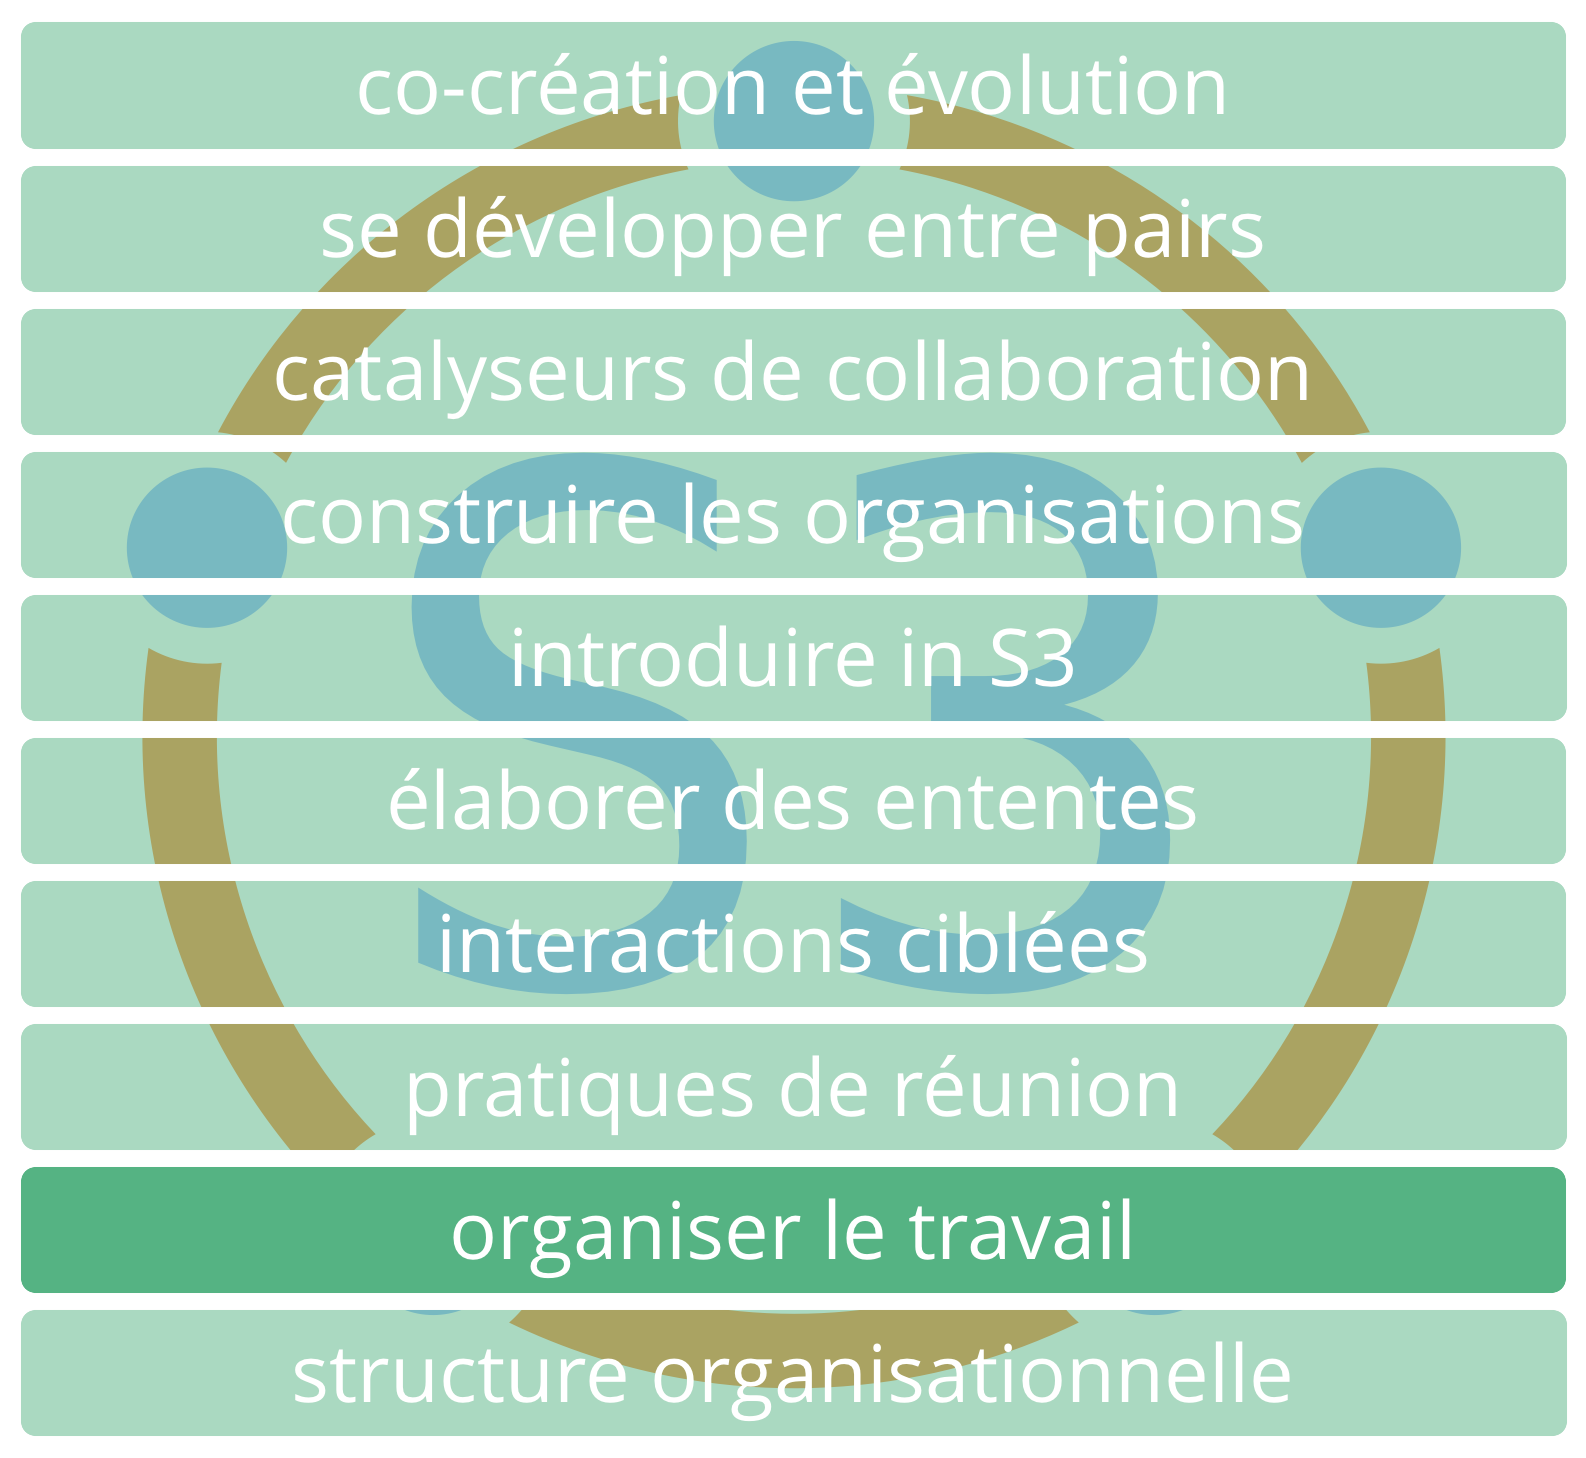 co-création et évolution
se développer entre pairs
catalyseurs de collaboration
construire les organisations
introduire in S3
élaborer des ententes
interactions ciblées
pratiques de réunion
organiser le travail
structure organisationnelle
S3